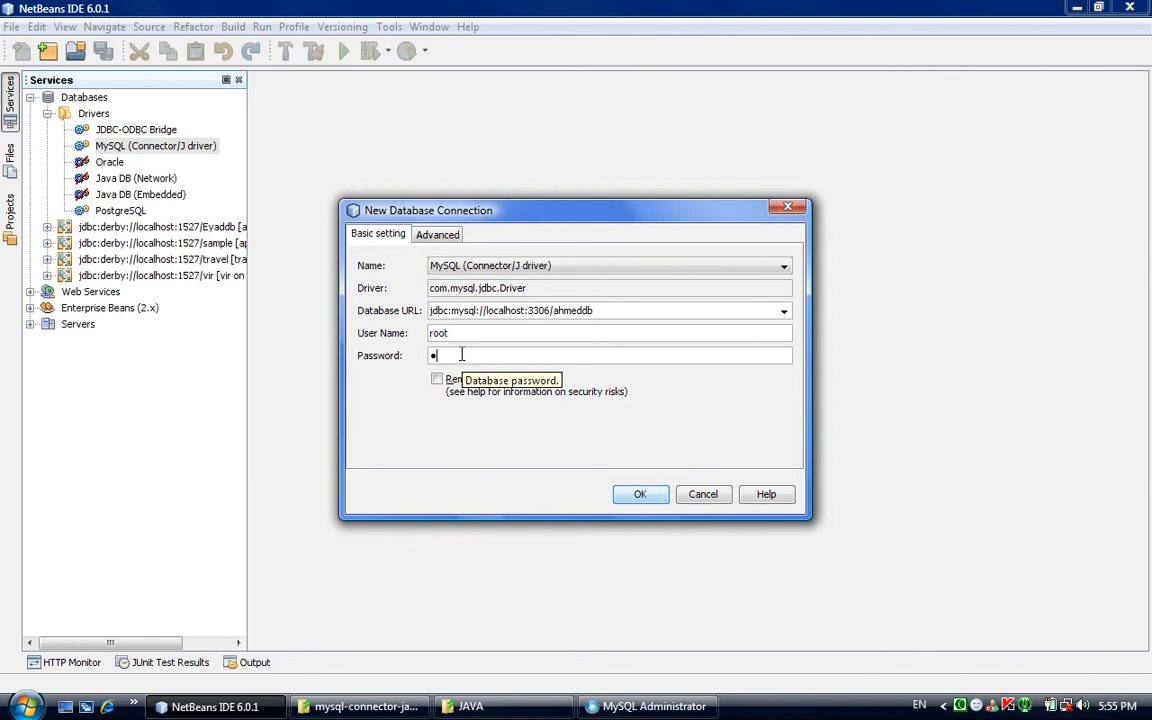 NetBeans IDE 6.0.1
File Edit View Navigate Source Refactor Build Run Profile Versioning Tools Window Help
Services
Services
Files
Projects
Databases
Drivers
JDBC-ODBC Bridge
MySQL (Connector/J driver)
Oracle
Java DB (Network)
Java DB (Embedded)
PostgreSQL
jdbc:derby://localhost:1527/Eyaddb [a
jdbc:derby://localhost:1527/sample [a
jdbc:derby://localhost:1527/travel [tra
jdbc:derby://localhost:1527/vir [vir on
Web Services
Enterprise Beans (2.x)
Servers
New Database Connection
Basic setting Advanced
Name: MySQL (Connector/J driver)
Driver: com.mysql.jdbc.Driver
Database URL: jdbc:mysql://localhost:3306/ahmeddb
User Name: root
Password: ●
Rem
Database password.
(see help for information on security risks)
OK Cancel Help
HTTP Monitor JUnit Test Results Output
NetBeans IDE 6.0.1 mysql-connector-ja... JAVA MySQL Administrator EN 5:55 PM